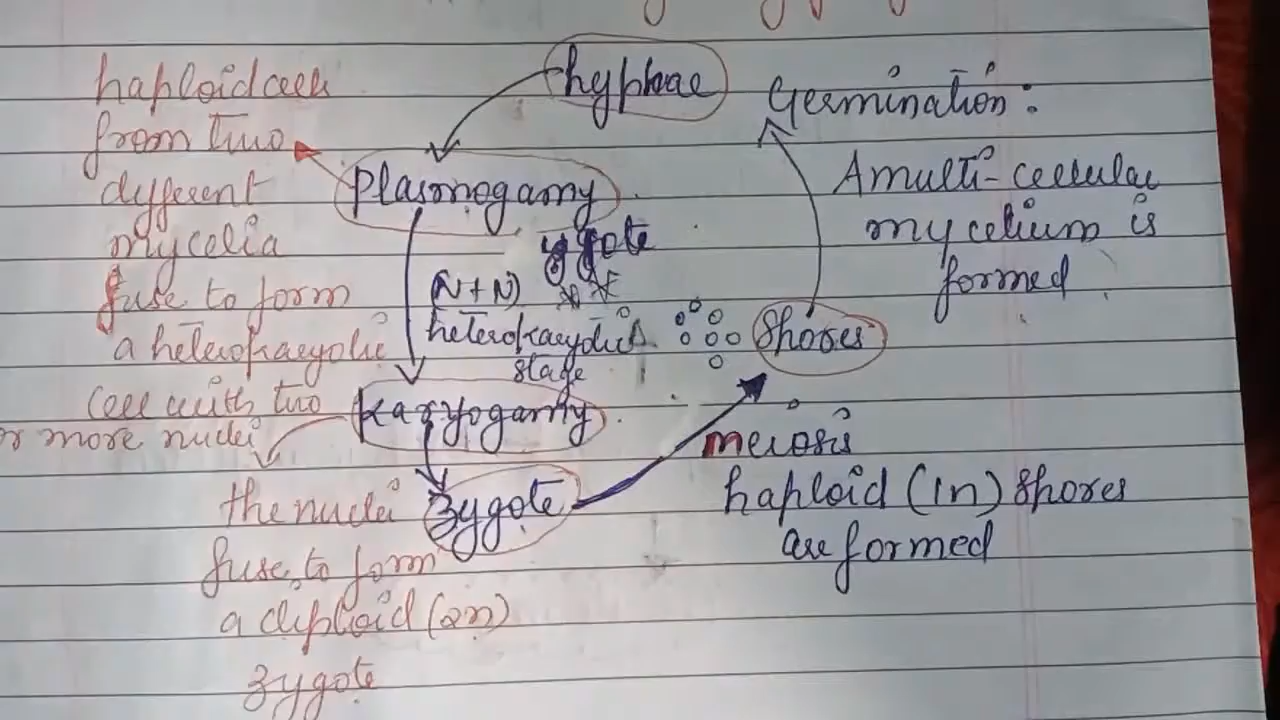 hyphae
haploid cells
from two
different
mycelia
fuse to form
a heterokaryotic
cell with two
or more nuclei
Plasmogamy
ygote
(N+N)
heterokaryotic
stage
Karyogamy
the nuclei
fuse to form
a diploid (2n)
zygote
Zygote
meiosis
haploid (1n) spores
are formed
Spores
Germination:
A multi-cellular
mycelium is
formed